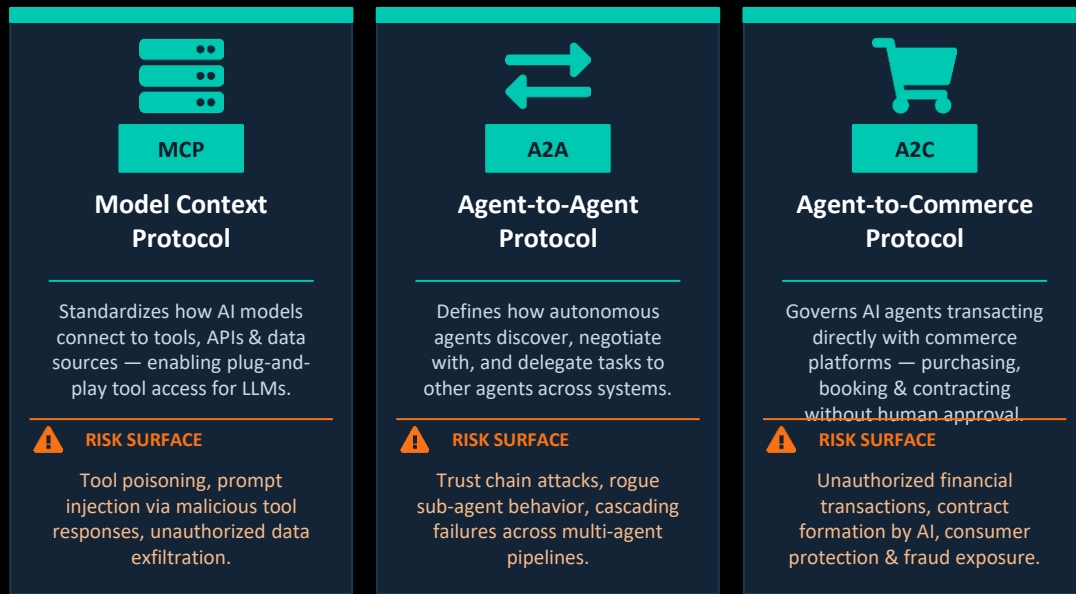 MCP
Model Context
Protocol
Standardizes how AI models
connect to tools, APIs & data
sources — enabling plug-and-
play tool access for LLMs.
RISK SURFACE
Tool poisoning, prompt
injection via malicious tool
responses, unauthorized data
exfiltration.
A2A
Agent-to-Agent
Protocol
Defines how autonomous
agents discover, negotiate
with, and delegate tasks to
other agents across systems.
RISK SURFACE
Trust chain attacks, rogue
sub-agent behavior, cascading
failures across multi-agent
pipelines.
A2C
Agent-to-Commerce
Protocol
Governs AI agents transacting
directly with commerce
platforms — purchasing,
booking & contracting
without human approval.
RISK SURFACE
Unauthorized financial
transactions, contract
formation by AI, consumer
protection & fraud exposure.